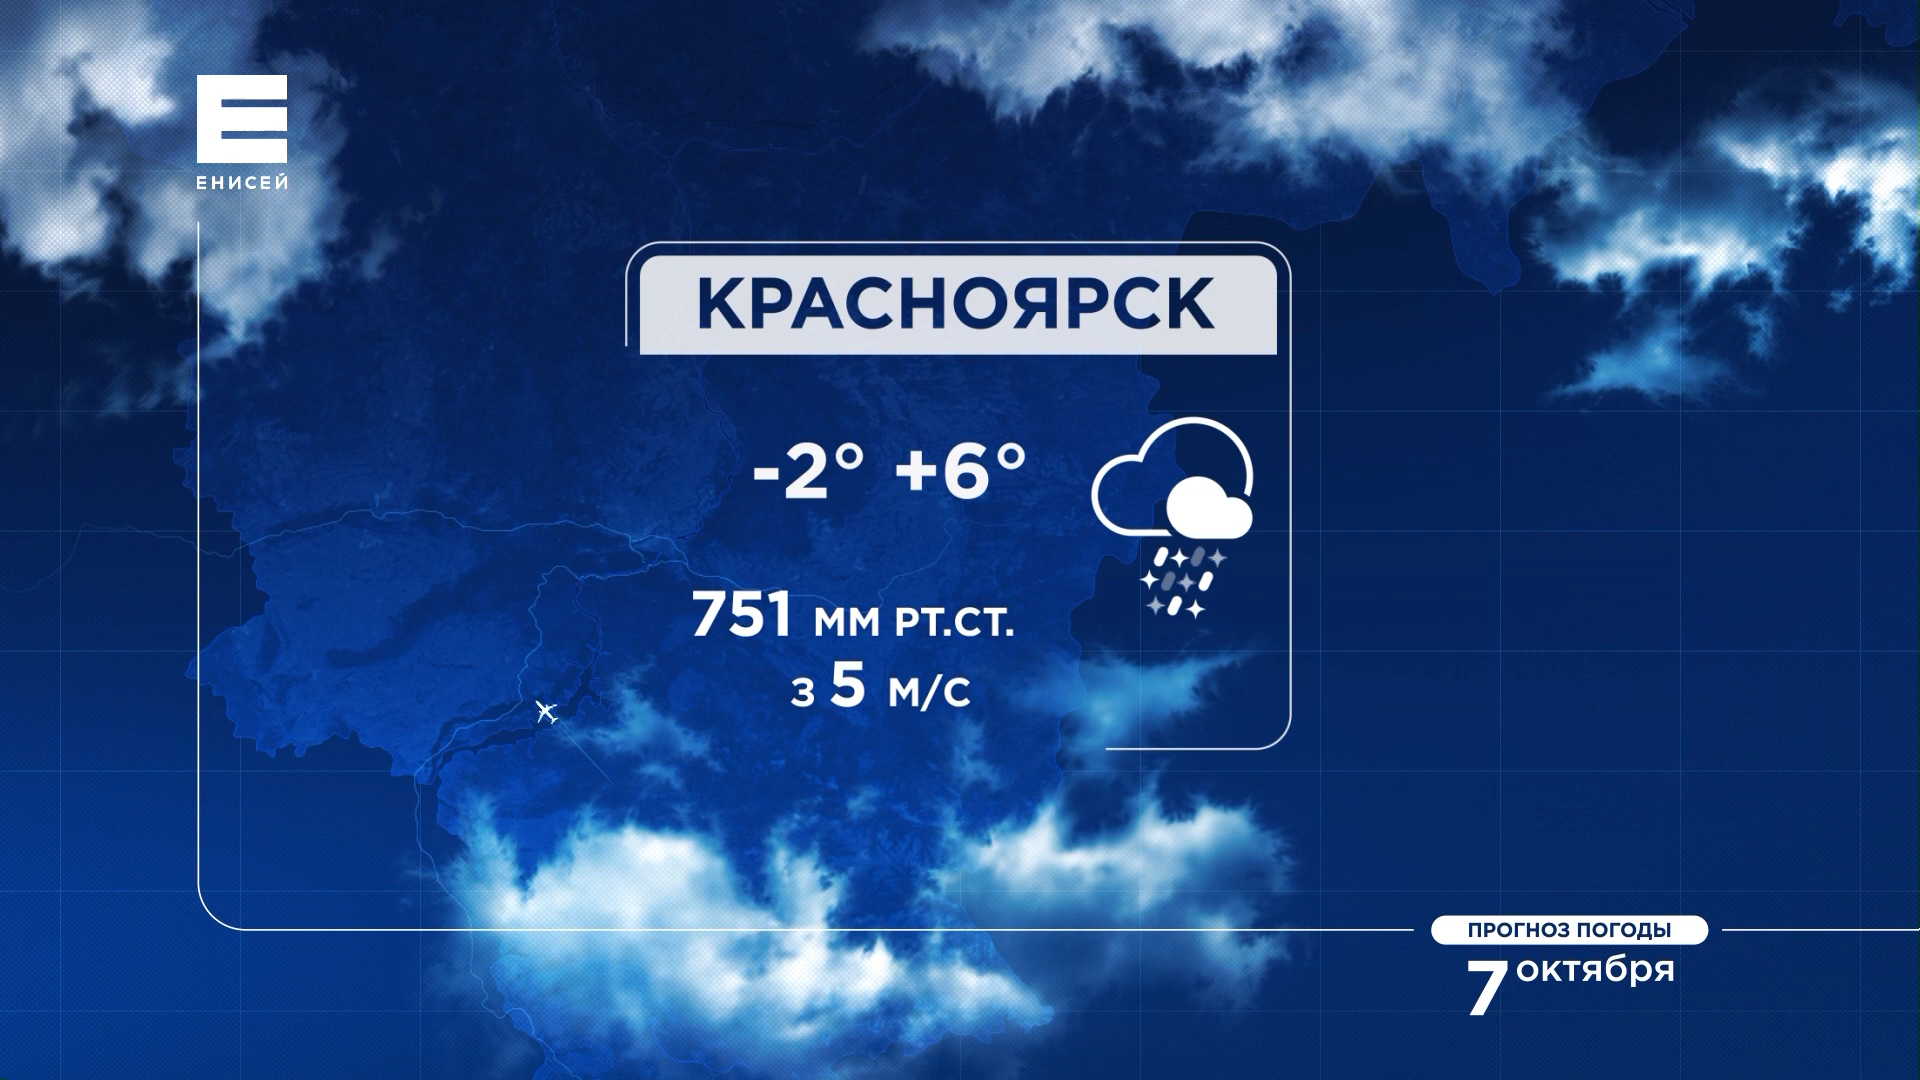 ЕНИСЕЙ
КРАСНОЯРСК
-2° +6°
751 ММ РТ.СТ.
З 5 М/С
ПРОГНОЗ ПОГОДЫ
7 октября